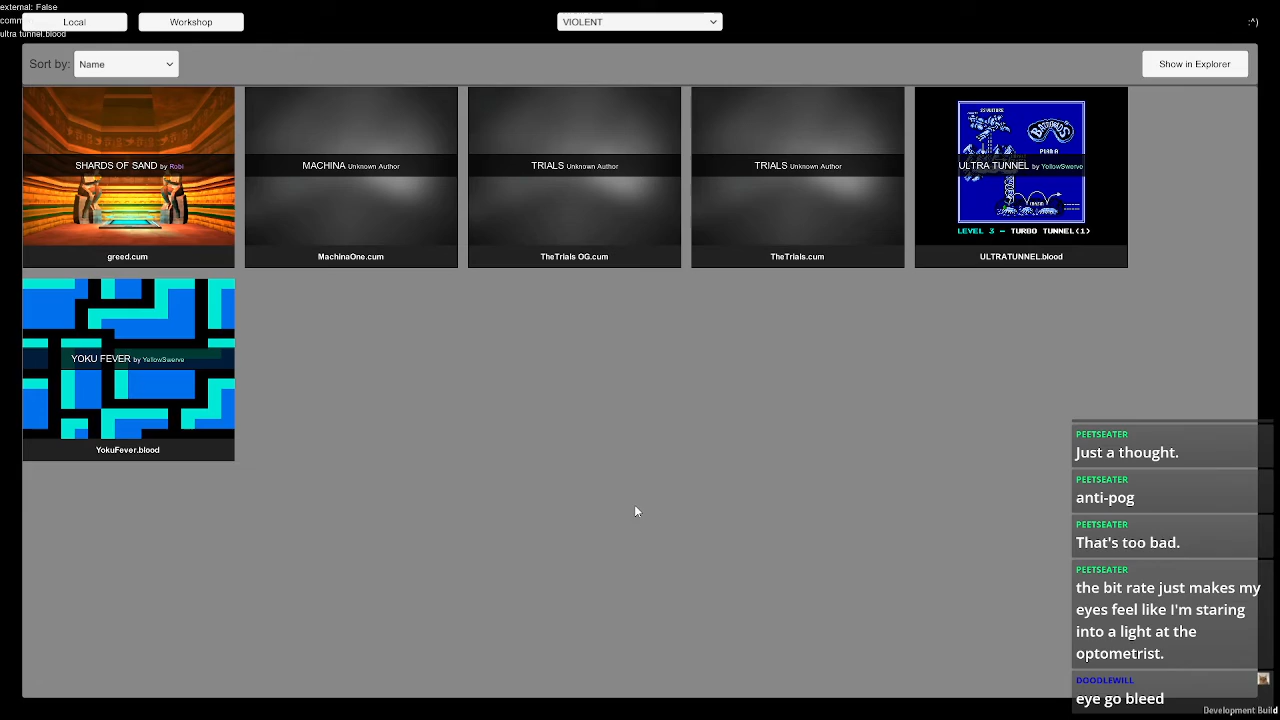 external: False
Local
Workshop
VIOLENT
:^)
ultra tunnel.blood
Sort by:
Name
Show in Explorer
SHARDS OF SAND by Robi
greed.cum
MACHINA Unknown Author
MachinaOne.cum
TRIALS Unknown Author
TheTrials OG.cum
TRIALS Unknown Author
TheTrials.cum
ULTRA TUNNEL by YellowSwerve
LEVEL 3 - TURBO TUNNEL(1)
ULTRATUNNEL.blood
YOKU FEVER by YellowSwerve
YokuFever.blood
PEETSEATER
Just a thought.
PEETSEATER
anti-pog
PEETSEATER
That's too bad.
PEETSEATER
the bit rate just makes my
eyes feel like I'm staring
into a light at the
optometrist.
DOODLEWILL
eye go bleed
Development Build